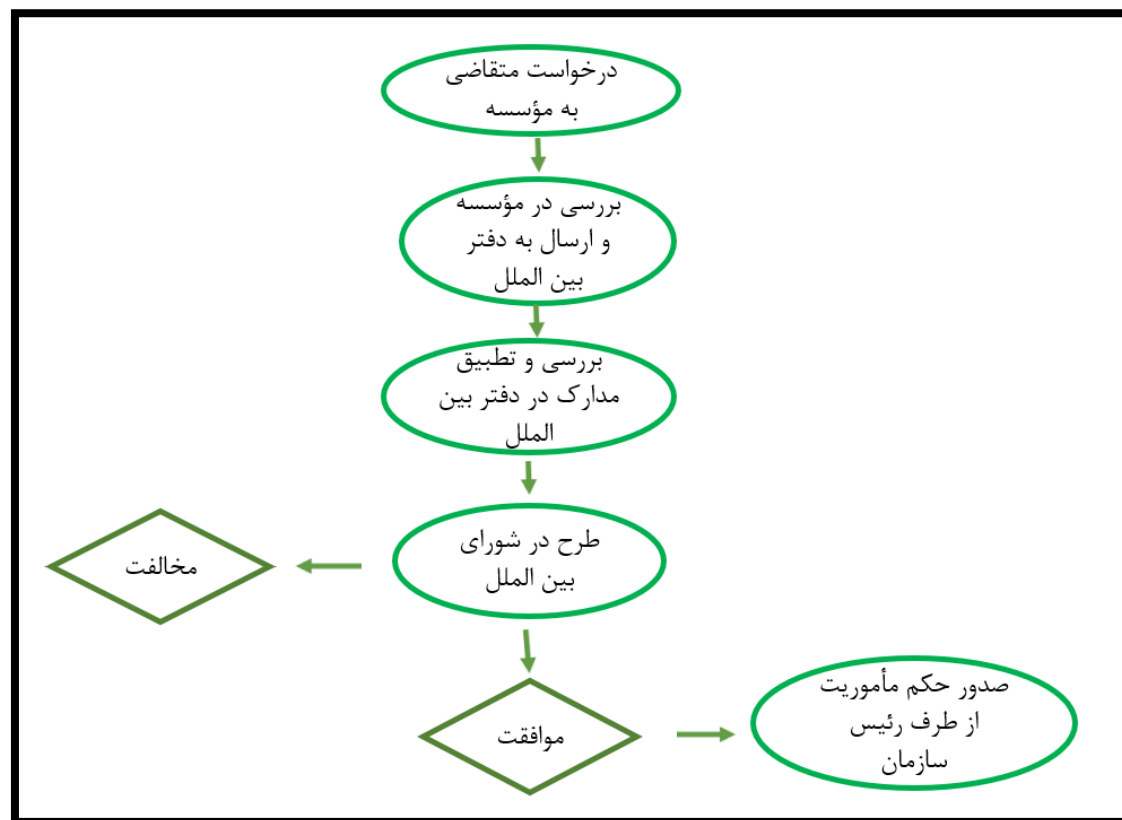 درخواست متقاضی
به مؤسسه
بررسی در مؤسسه
و ارسال به دفتر
بین الملل
بررسی و تطبیق
مدارک در دفتر بین
الملل
طرح در شورای
بین الملل
مخالفت
موافقت
صدور حکم مأموریت
از طرف رئیس
سازمان